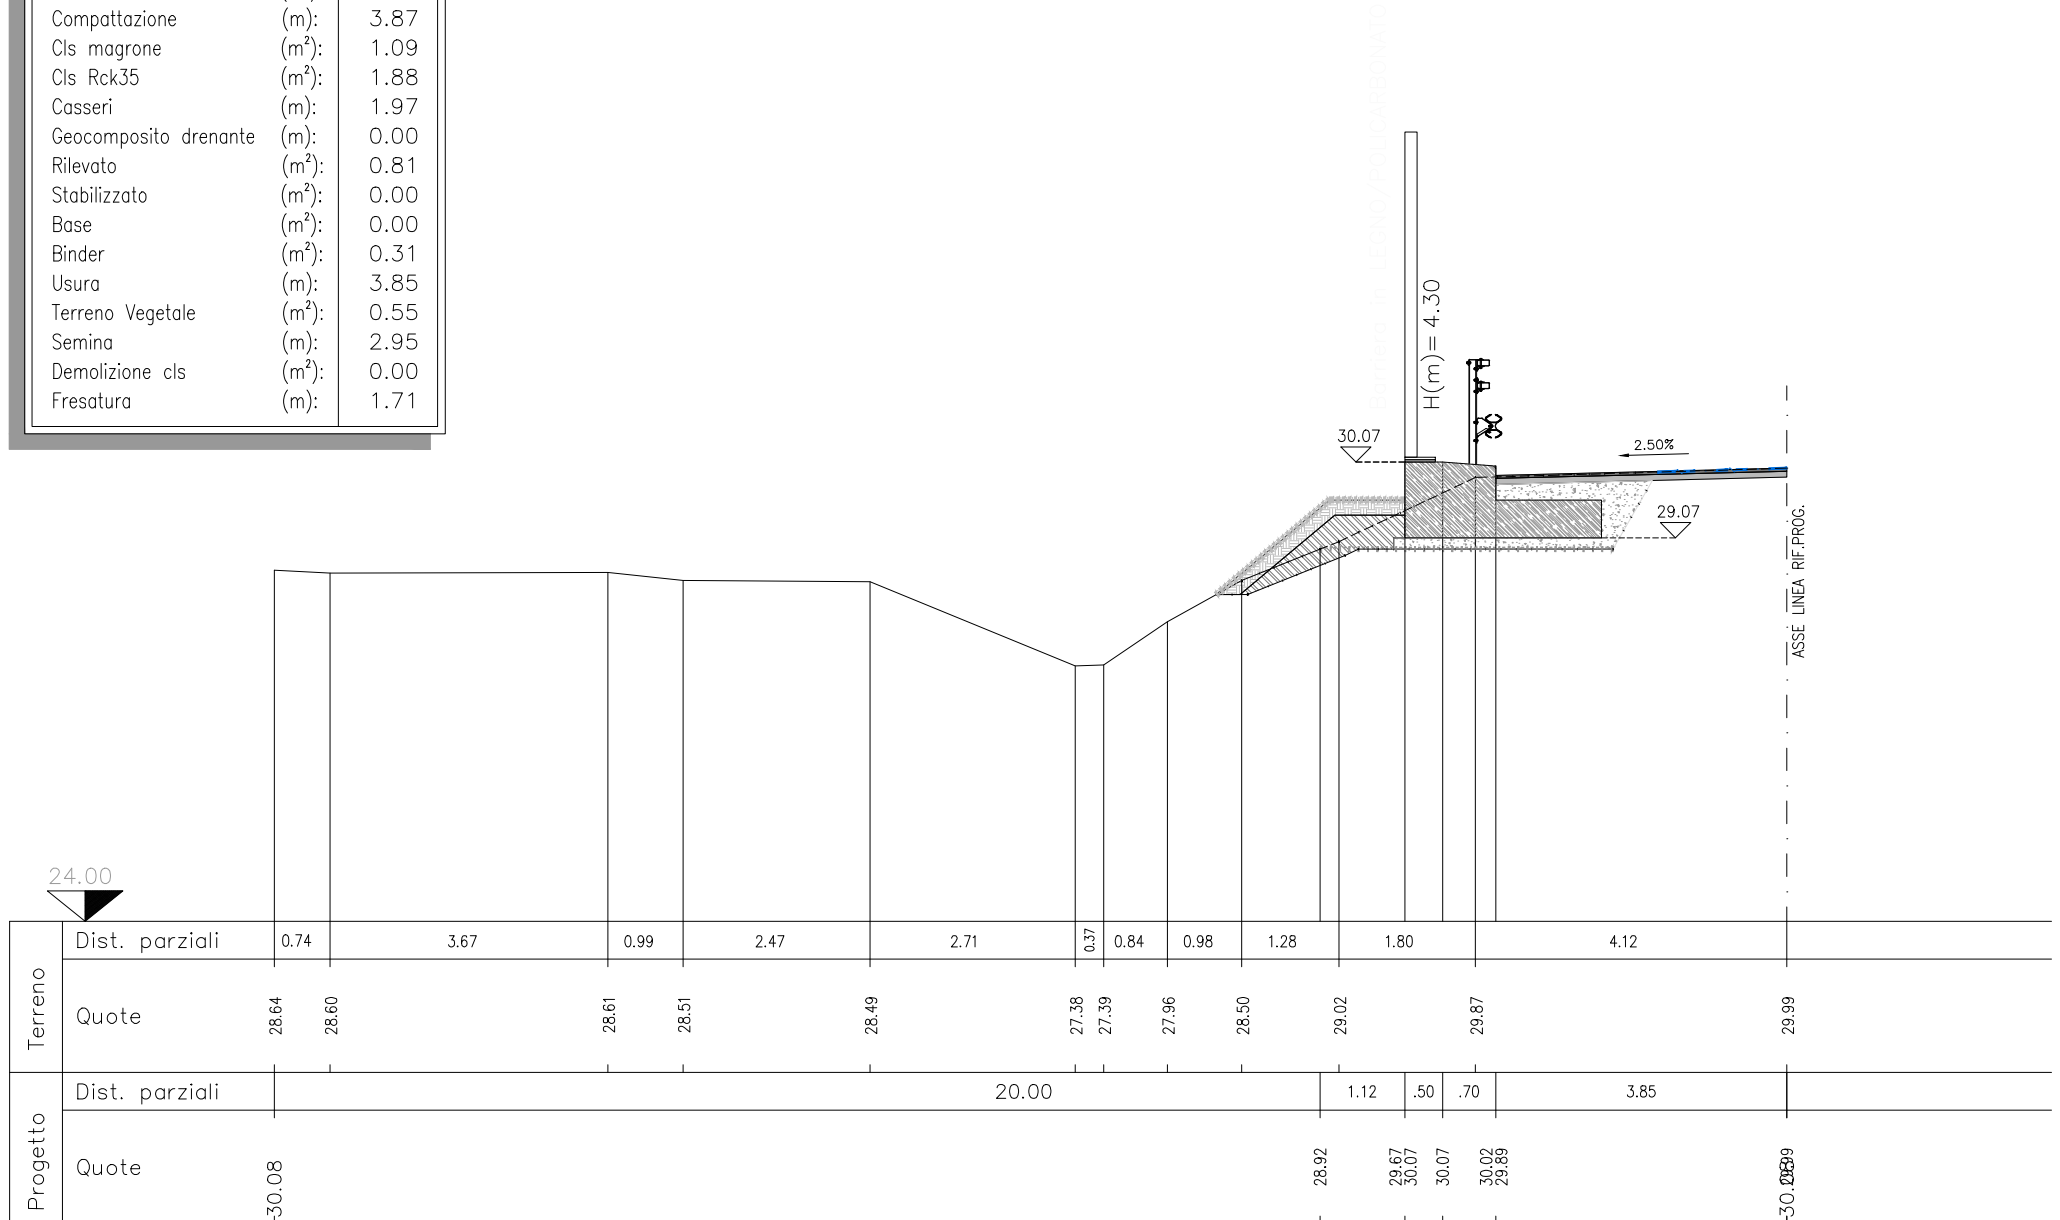 Compattazione (m): 3.87
Cls magrone (m²): 1.09
Cls Rck35 (m²): 1.88
Casseri (m): 1.97
Geocomposito drenante (m): 0.00
Rilevato (m²): 0.81
Stabilizzato (m²): 0.00
Base (m²): 0.00
Binder (m²): 0.31
Usura (m): 3.85
Terreno Vegetale (m²): 0.55
Semina (m): 2.95
Demolizione cls (m²): 0.00
Fresatura (m): 1.71
H(m)= 4.30
30.07
2.50%
29.07
ASSE LINEA RIF.PROG.
24.00
Terreno
Dist. parziali 0.74 3.67 0.99 2.47 2.71 0.37 0.84 0.98 1.28 1.80 4.12
Quote 28.64 28.60 28.61 28.51 28.49 27.38 27.39 27.96 28.50 29.02 29.87 29.99
Progetto
Dist. parziali 20.00 1.12 .50 .70 3.85
Quote 30.08 28.92 29.67 30.07 30.07 30.02 29.89